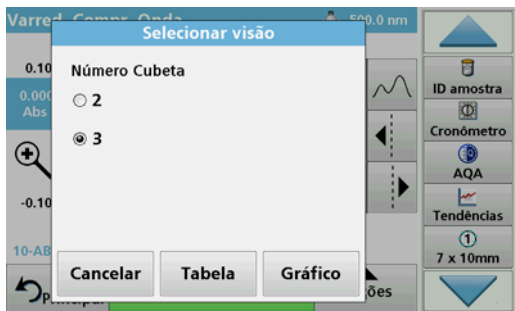 Varred. Compr. Onda
500.0 nm
Selecionar visão
0.10
Número Cubeta
2
3
0.000
Abs
-0.10
10-AB
Cancelar
Tabela
Gráfico
ID amostra
Cronômetro
AQA
Tendências
1
7 x 10mm